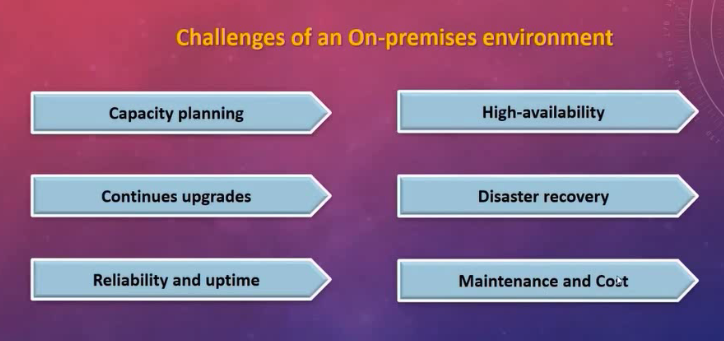 Challenges of an On-premises environment
Capacity planning
High-availability
Continues upgrades
Disaster recovery
Reliability and uptime
Maintenance and Cost